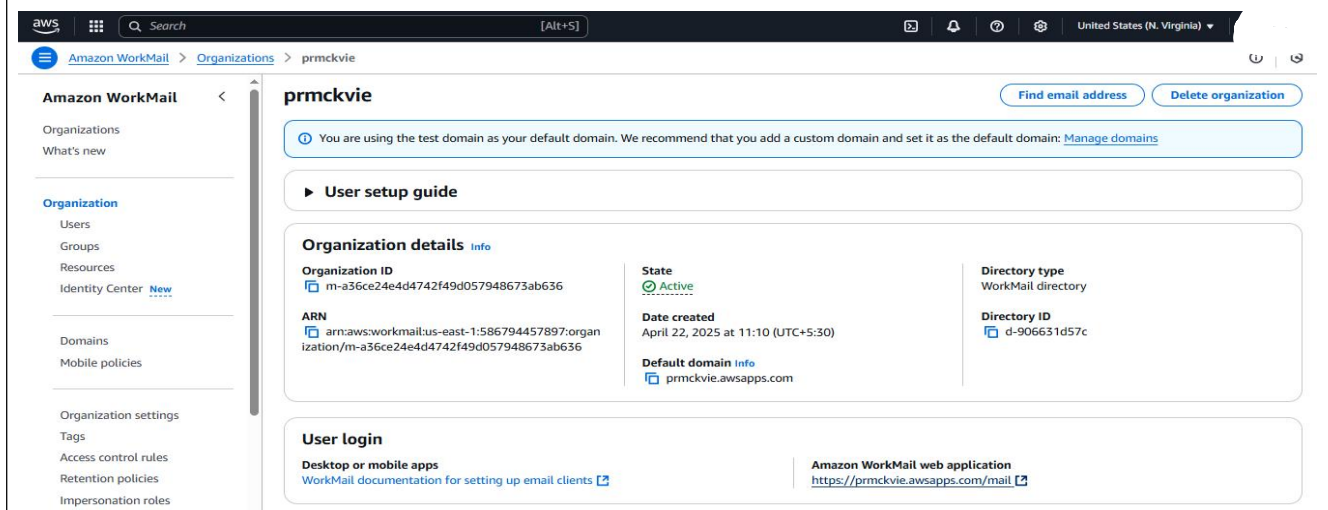 aws Search [Alt+S] United States (N. Virginia)
Amazon WorkMail > Organizations > prmckvie
Amazon WorkMail
Organizations
What's new
Organization
Users
Groups
Resources
Identity Center New
Domains
Mobile policies
Organization settings
Tags
Access control rules
Retention policies
Impersonation roles
prmckvie
Find email address
Delete organization
You are using the test domain as your default domain. We recommend that you add a custom domain and set it as the default domain: Manage domains
User setup guide
Organization details Info
Organization ID
m-a36ce24e4d4742f49d057948673ab636
ARN
arn:aws:workmail:us-east-1:586794457897:organ
ization/m-a36ce24e4d4742f49d057948673ab636
State
Active
Date created
April 22, 2025 at 11:10 (UTC+5:30)
Default domain Info
prmckvie.awsapps.com
Directory type
WorkMail directory
Directory ID
d-906631d57c
User login
Desktop or mobile apps
WorkMail documentation for setting up email clients
Amazon WorkMail web application
https://prmckvie.awsapps.com/mail